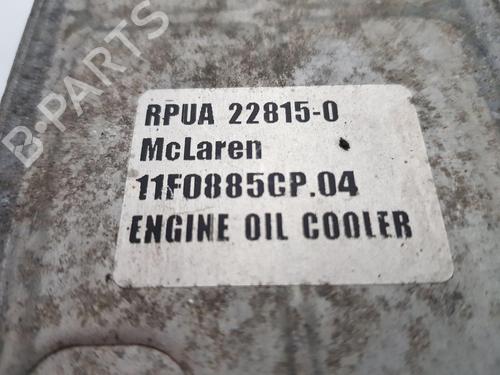 B-PARTS
RPUA 22815-0
McLaren
11F0885CP.04
ENGINE OIL COOLER